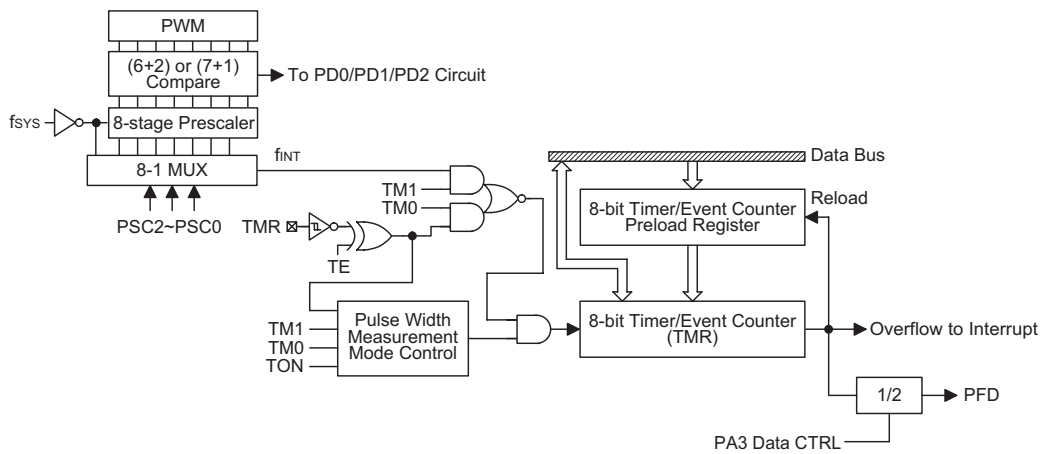 PWM
(6+2) or (7+1)
Compare
To PD0/PD1/PD2 Circuit
fSYS
8-stage Prescaler
8-1 MUX
fINT
PSC2~PSC0
TM1
TM0
TMR
TE
Data Bus
8-bit Timer/Event Counter
Preload Register
Reload
TM1
TM0
TON
Pulse Width
Measurement
Mode Control
8-bit Timer/Event Counter
(TMR)
Overflow to Interrupt
1/2
PFD
PA3 Data CTRL